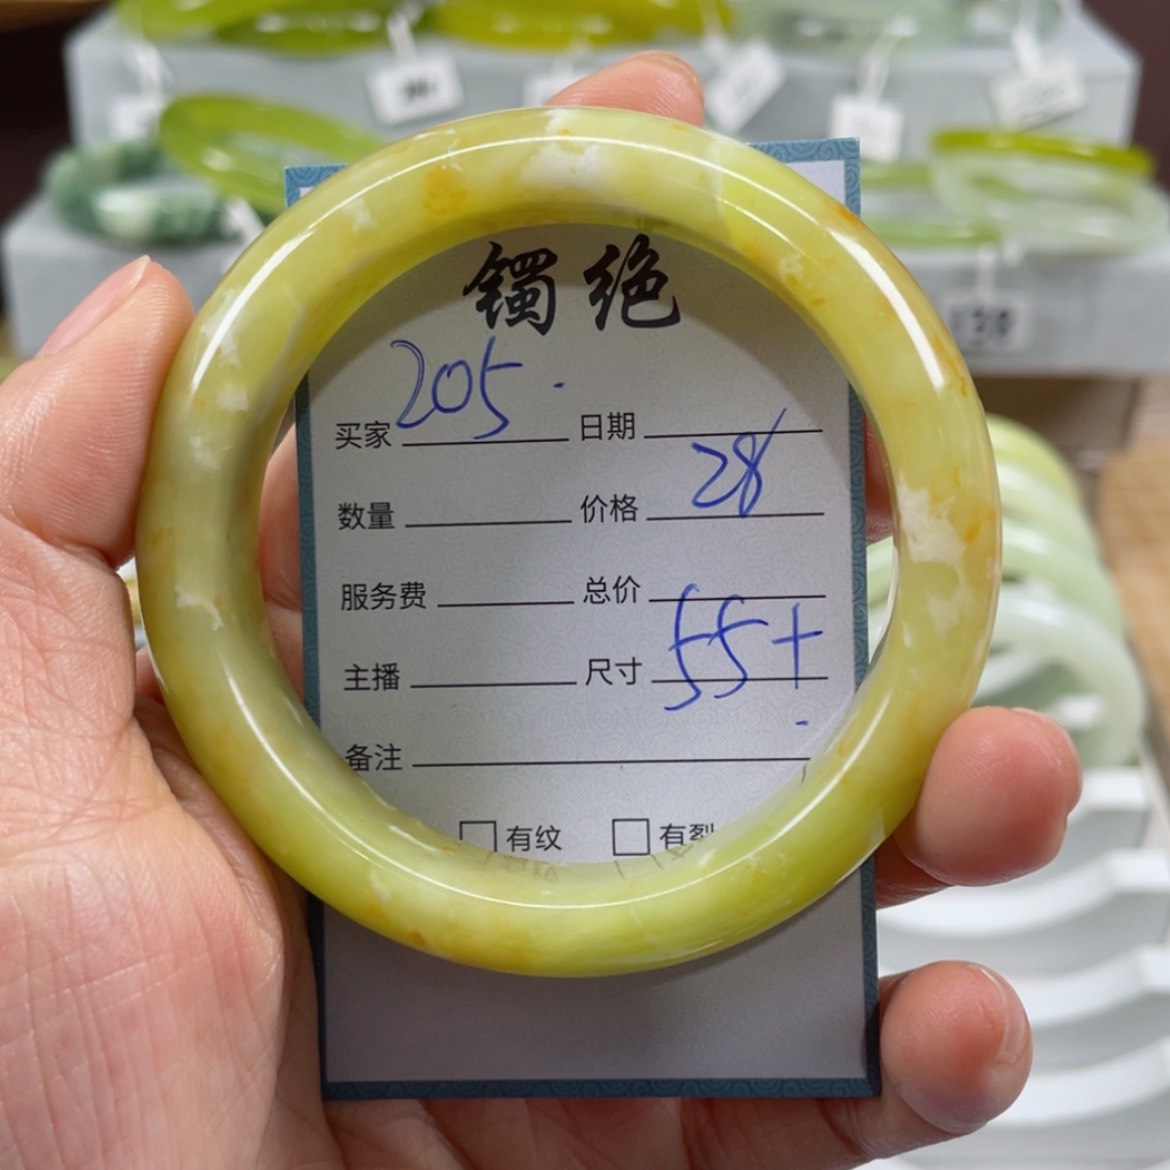 镯绝
买家 205. 日期
数量 价格 28
服务费 总价
主播 尺寸 55+
备注
有纹 有裂